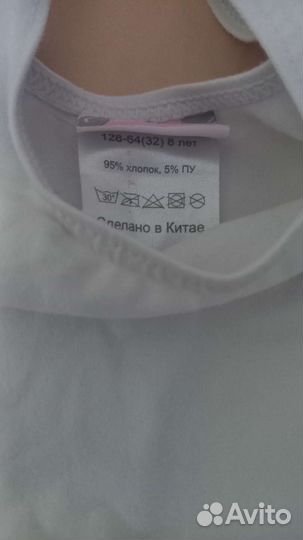 128-64(32) 8 лет
95% хлопок, 5% ПУ
30°
Сделано в Китае
Avito